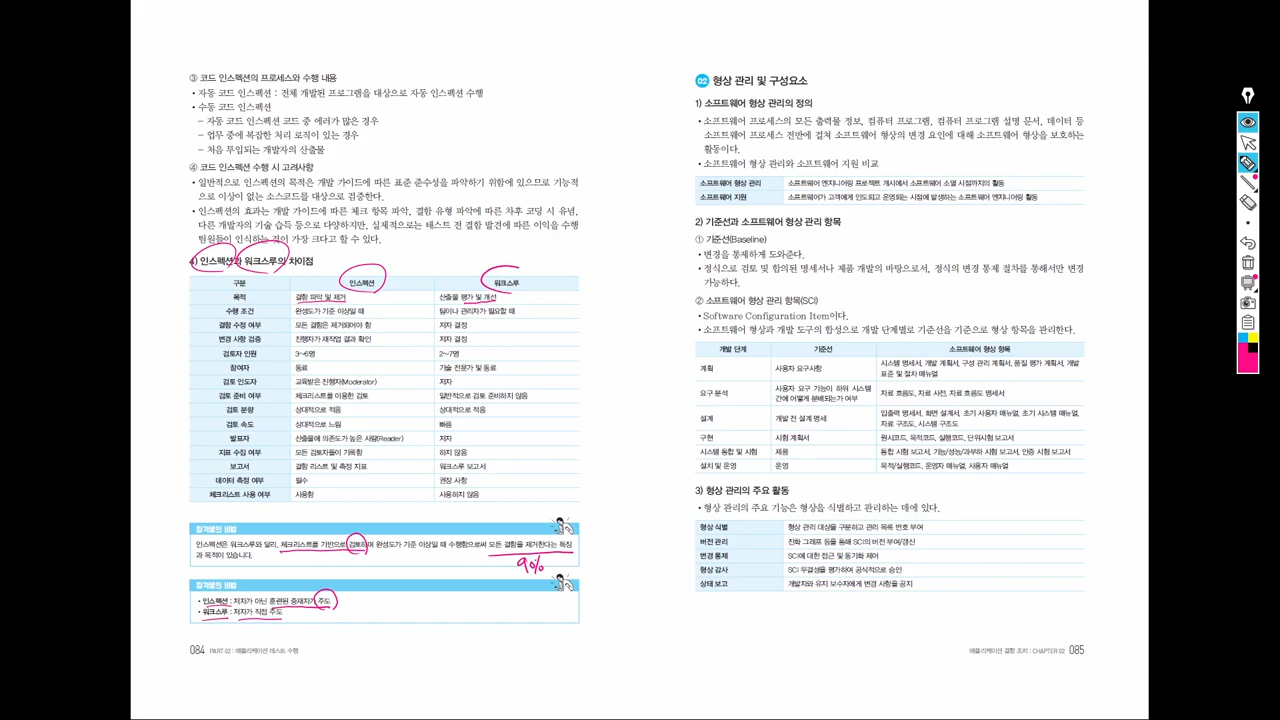 ③ 코드 인스펙션의 프로세스와 수행 내용
• 자동 코드 인스펙션 : 전체 개발된 프로그램을 대상으로 자동 인스펙션 수행
• 수동 코드 인스펙션
– 자동 코드 인스펙션 코드 중 에러가 많은 경우
– 업무 중에 복잡한 처리 로직이 있는 경우
– 처음 투입되는 개발자의 산출물
④ 코드 인스펙션 수행 시 고려사항
• 일반적으로 인스펙션의 목적은 개발 가이드에 따른 표준 준수성을 파악하기 위함에 있으므로 기능적
으로 이상이 없는 소스코드를 대상으로 검증한다.
• 인스펙션의 효과는 개발 가이드에 따른 체크 항목 파악, 결함 유형 파악에 따른 차후 코딩 시 유념,
다른 개발자의 기술 습득 등으로 다양하지만, 실제적으로는 테스트 전 결함 발견에 따른 이익을 수행
팀원들이 인식하는 것이 가장 크다고 할 수 있다.
4) 인스펙션과 워크스루의 차이점
구분 인스펙션 워크스루
목적 결함 파악 및 제거 산출물 평가 및 개선
수행 조건 완성도가 기준 이상일 때 팀이나 관리자가 필요할 때
결함 수정 여부 모든 결함은 제거되어야 함 저자 결정
변경 사항 검증 진행자가 재작업 결과 확인 저자 결정
검토자 인원 3~6명 2~7명
참여자 동료 기술 전문가 및 동료
검토 인도자 교육받은 진행자(Moderator) 저자
검토 준비 여부 체크리스트를 이용한 검토 일반적으로 검토 준비하지 않음
검토 분량 상대적으로 적음 상대적으로 적음
검토 속도 상대적으로 느림 빠름
발표자 산출물에 의존도가 높은 사람(Reader) 저자
지표 수집 여부 모든 검토자들이 기록함 하지 않음
보고서 결함 리스트 및 측정 지표 워크스루 보고서
데이터 측정 여부 필수 권장 사항
체크리스트 사용 여부 사용함 사용하지 않음
합격별의 비법
인스펙션은 워크스루와 달리, 체크리스트를 기반으로 검토하며 완성도가 기준 이상일 때 수행함으로써 모든 결함을 제거한다는 특징
과 목적이 있습니다.
9%
합격별의 비법
• 인스펙션 : 저자가 아닌 훈련된 중재자가 주도
• 워크스루 : 저자가 직접 주도
084 PART 02 : 애플리케이션 테스트 수행
02 형상 관리 및 구성요소
1) 소프트웨어 형상 관리의 정의
• 소프트웨어 프로세스의 모든 출력물 정보, 컴퓨터 프로그램, 컴퓨터 프로그램 설명 문서, 데이터 등
소프트웨어 프로세스 전반에 걸쳐 소프트웨어 형상의 변경 요인에 대해 소프트웨어 형상을 보호하는
활동이다.
• 소프트웨어 형상 관리와 소프트웨어 지원 비교
소프트웨어 형상 관리 소프트웨어 엔지니어링 프로젝트 개시에서 소프트웨어 소멸 시점까지의 활동
소프트웨어 지원 소프트웨어가 고객에게 인도되고 운영되는 시점에 발생하는 소프트웨어 엔지니어링 활동
2) 기준선과 소프트웨어 형상 관리 항목
① 기준선(Baseline)
• 변경을 통제하게 도와준다.
• 정식으로 검토 및 합의된 명세서나 제품 개발의 바탕으로서, 정식의 변경 통제 절차를 통해서만 변경
가능하다.
② 소프트웨어 형상 관리 항목(SCI)
• Software Configuration Item이다.
• 소프트웨어 형상과 개발 도구의 합성으로 개발 단계별로 기준선을 기준으로 형상 항목을 관리한다.
개발 단계 기준선 소프트웨어 형상 항목
계획 사용자 요구사항 시스템 명세서, 개발 계획서, 구성 관리 계획서, 품질 평가 계획서, 개발
표준 및 절차 매뉴얼
요구 분석 사용자 요구 기능이 하위 시스템
간에 어떻게 분배되는가 여부 자료 흐름도, 자료 사전, 자료 흐름도 명세서
설계 개발 전 설계 명세 입출력 명세서, 화면 설계서, 초기 사용자 매뉴얼, 초기 시스템 매뉴얼,
자료 구조도, 시스템 구조도
구현 시험 계획서 원시코드, 목적코드, 실행코드, 단위시험 보고서
시스템 통합 및 시험 제품 통합 시험 보고서, 기능/성능/과부하 시험 보고서, 인증 시험 보고서
설치 및 운영 운영 목적/실행코드, 운영자 매뉴얼, 사용자 매뉴얼
3) 형상 관리의 주요 활동
• 형상 관리의 주요 기능은 형상을 식별하고 관리하는 데에 있다.
형상 식별 형상 관리 대상을 구분하고 관리 목록 번호 부여
버전 관리 진화 그래프 등을 통해 SCI의 버전 부여/갱신
변경 통제 SCI에 대한 접근 및 동기화 제어
형상 감사 SCI 무결성을 평가하여 공식적으로 승인
상태 보고 개발자와 유지 보수자에게 변경 사항을 공지
애플리케이션 결함 조치 : CHAPTER 02 085